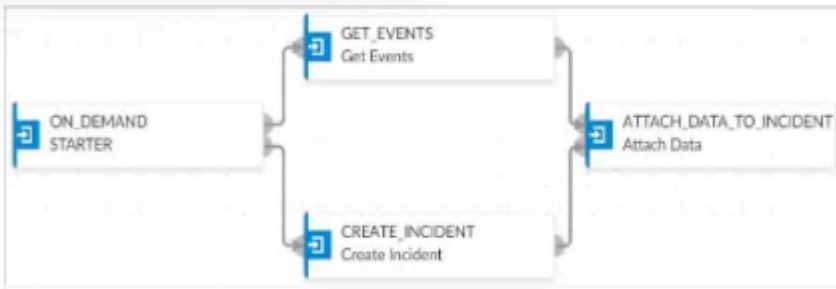 GET_EVENTS
Get Events
ON_DEMAND
STARTER
ATTACH_DATA_TO_INCIDENT
Attach Data
CREATE_INCIDENT
Create Incident